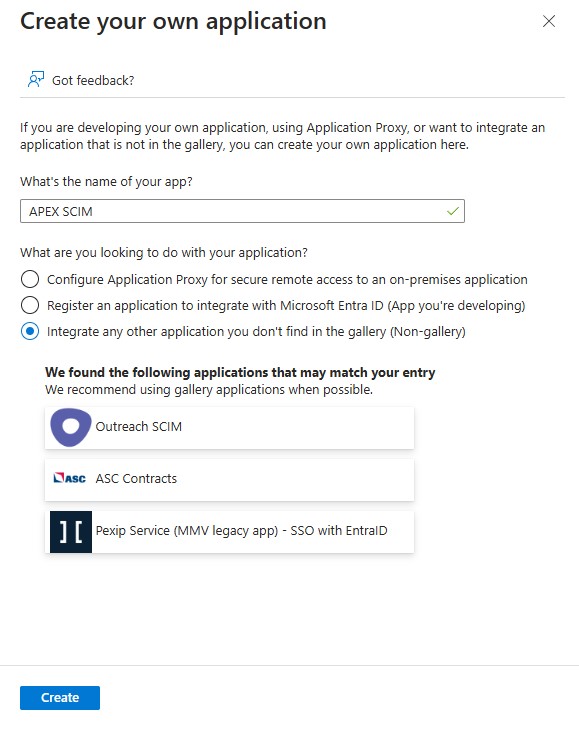 Create your own application
Got feedback?
If you are developing your own application, using Application Proxy, or want to integrate an
application that is not in the gallery, you can create your own application here.
What's the name of your app?
APEX SCIM
What are you looking to do with your application?
Configure Application Proxy for secure remote access to an on-premises application
Register an application to integrate with Microsoft Entra ID (App you're developing)
Integrate any other application you don't find in the gallery (Non-gallery)
We found the following applications that may match your entry
We recommend using gallery applications when possible.
Outreach SCIM
ASC ASC Contracts
Pexip Service (MMV legacy app) - SSO with EntraID
Create